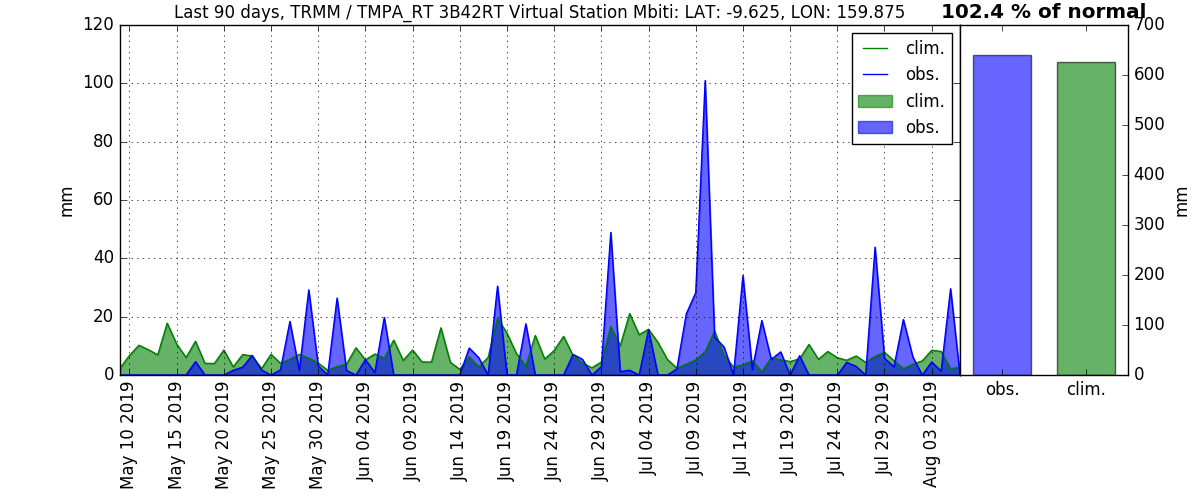 Last 90 days, TRMM / TMPA_RT 3B42RT Virtual Station Mbiti: LAT: -9.625, LON: 159.875
102.4 % of normal
120
100
80
60
40
20
0
mm
clim.
obs.
clim.
obs.
May 10 2019
May 15 2019
May 20 2019
May 25 2019
May 30 2019
Jun 04 2019
Jun 09 2019
Jun 14 2019
Jun 19 2019
Jun 24 2019
Jun 29 2019
Jul 04 2019
Jul 09 2019
Jul 14 2019
Jul 19 2019
Jul 24 2019
Jul 29 2019
Aug 03 2019
700
600
500
400
300
200
100
0
mm
obs.
clim.